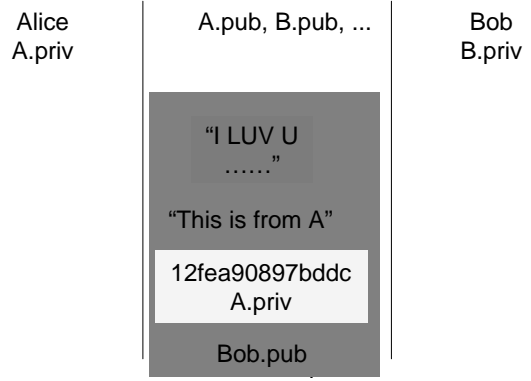 Alice
A.priv
A.pub, B.pub, ...
Bob
B.priv
“I LUV U
……”
“This is from A”
12fea90897bddc
A.priv
Bob.pub